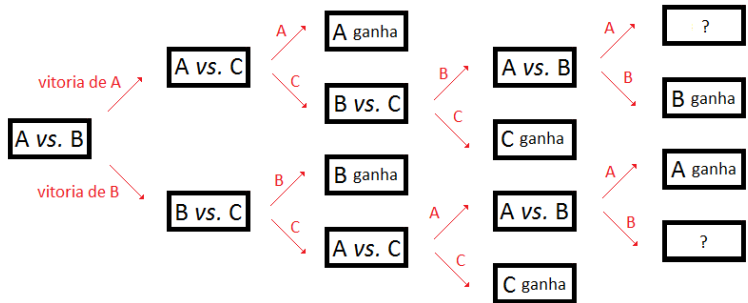 A vs. B
vitoria de A
vitoria de B
A vs. C
B vs. C
A
C
B
C
A ganha
B vs. C
B ganha
A vs. C
B
C
A
C
A vs. B
C ganha
A vs. B
C ganha
A
B
A
B
?
B ganha
A ganha
?